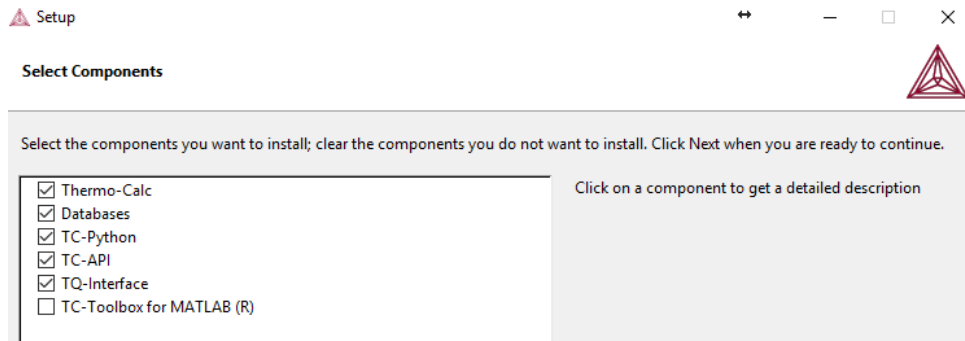 Setup
Select Components
Select the components you want to install; clear the components you do not want to install. Click Next when you are ready to continue.
Thermo-Calc
Click on a component to get a detailed description
Databases
TC-Python
TC-API
TQ-Interface
TC-Toolbox for MATLAB (R)